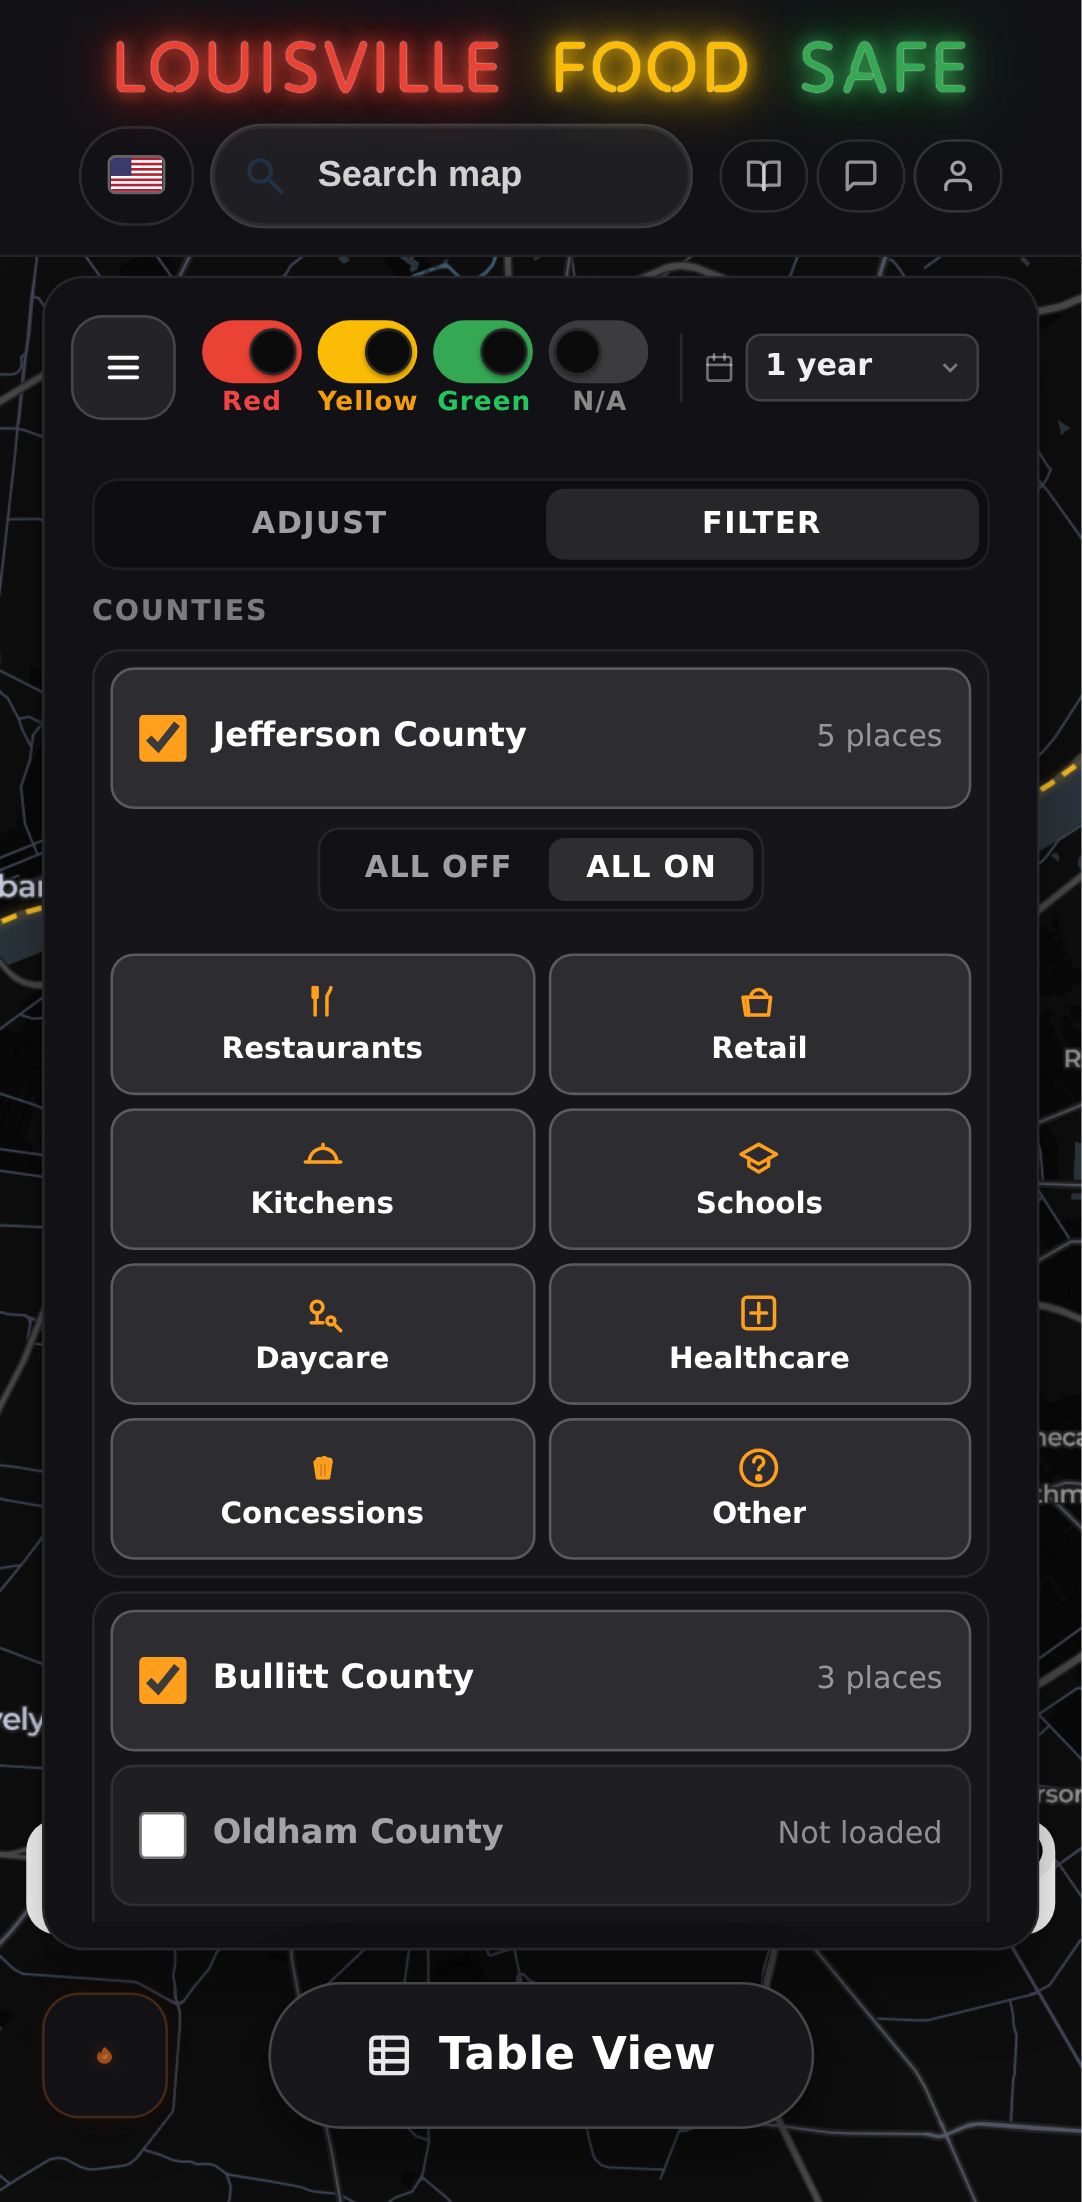 LOUISVILLE FOOD SAFE
Search map
Red Yellow Green N/A
1 year
ADJUST FILTER
COUNTIES
Jefferson County 5 places
ALL OFF ALL ON
Restaurants Retail
Kitchens Schools
Daycare Healthcare
Concessions Other
Bullitt County 3 places
Oldham County Not loaded
Table View